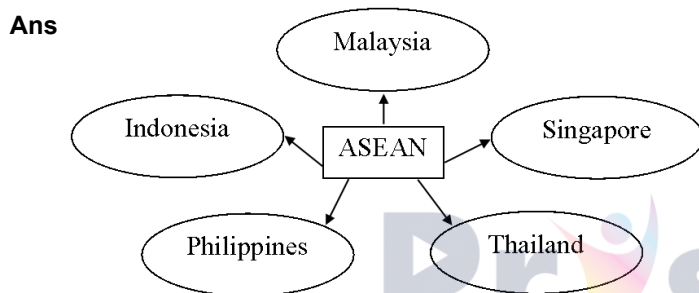 Ans
Malaysia
Indonesia
ASEAN
Singapore
Philippines
Thailand